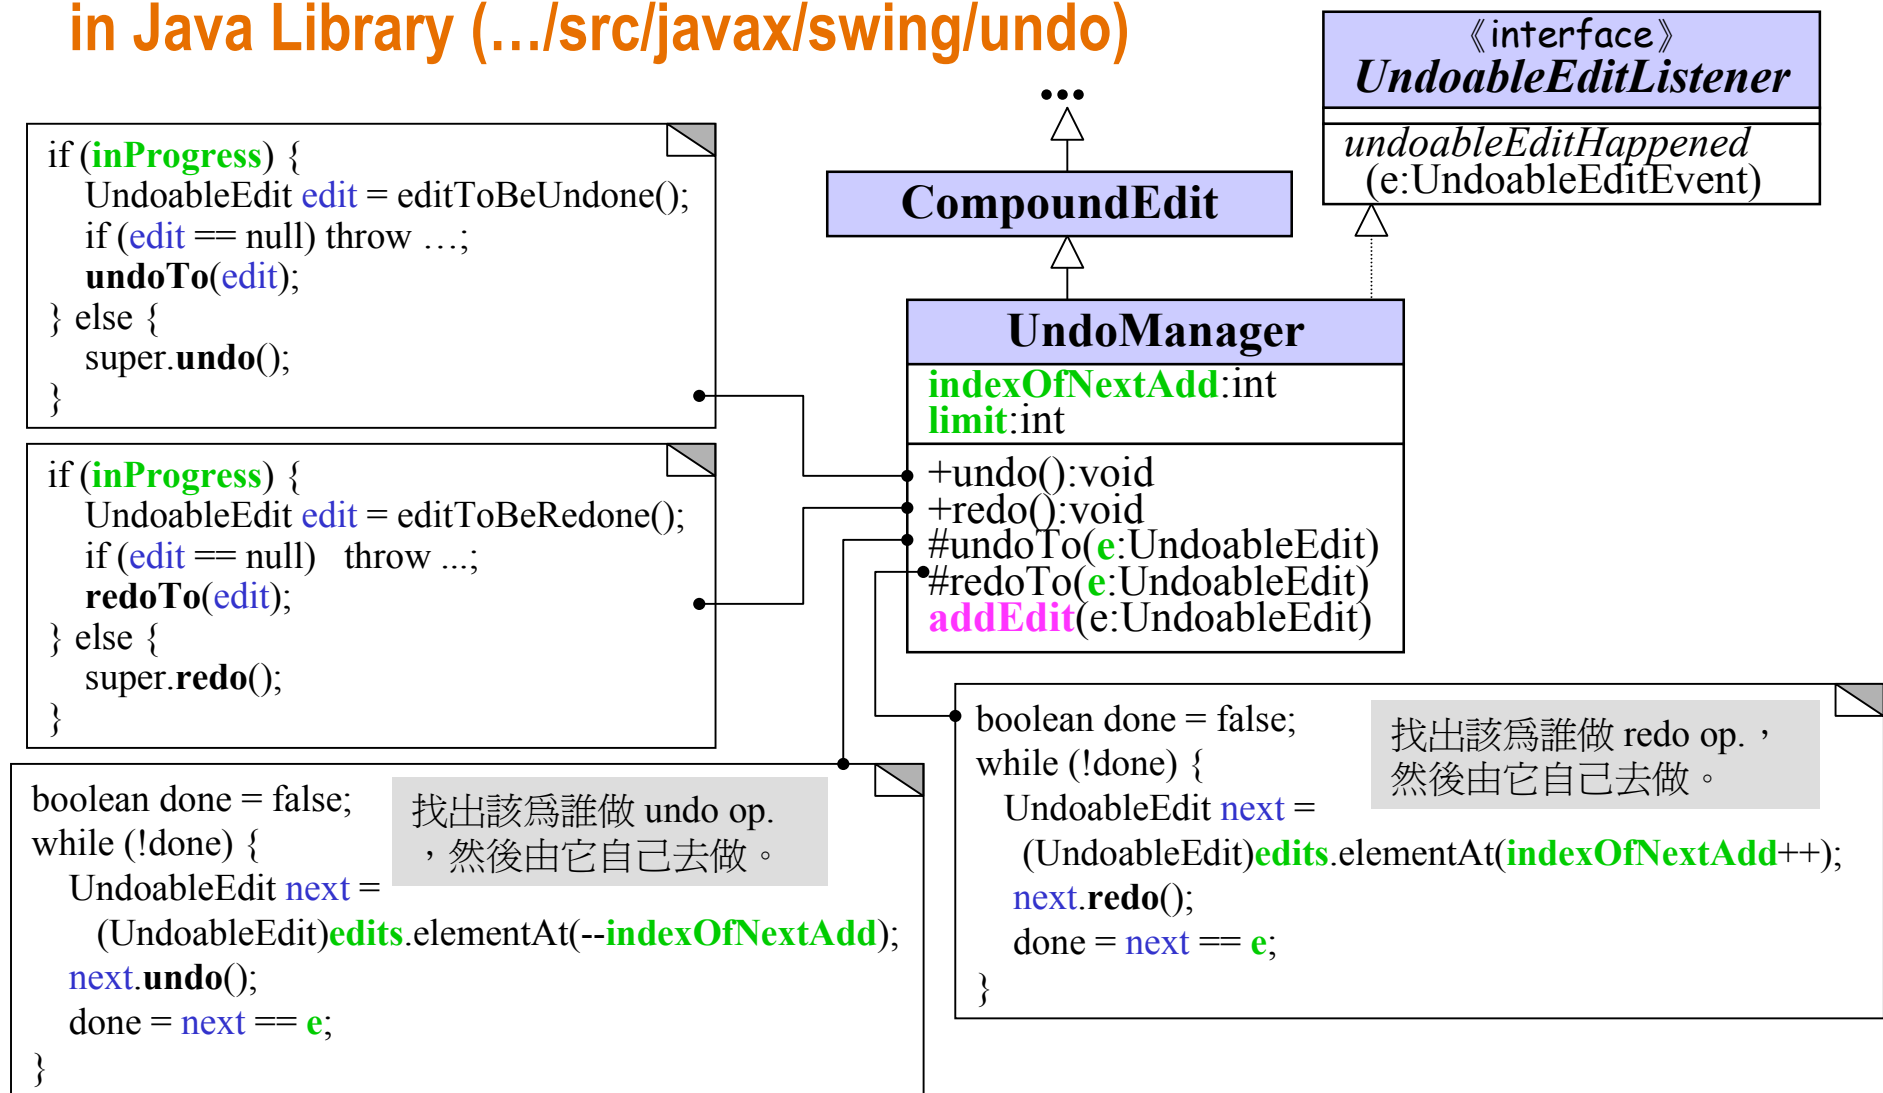 in Java Library (…/src/javax/swing/undo)
《interface》
UndoableEditListener
undoableEditHappened
(e:UndoableEditEvent)
•••
CompoundEdit
UndoManager
indexOfNextAdd:int
limit:int
+undo():void
+redo():void
#undoTo(e:UndoableEdit)
#redoTo(e:UndoableEdit)
addEdit(e:UndoableEdit)
if (inProgress) {
UndoableEdit edit = editToBeUndone();
if (edit == null) throw …;
undoTo(edit);
} else {
super.undo();
}
if (inProgress) {
UndoableEdit edit = editToBeRedone();
if (edit == null) throw ...;
redoTo(edit);
} else {
super.redo();
}
boolean done = false;
while (!done) {
UndoableEdit next =
(UndoableEdit)edits.elementAt(--indexOfNextAdd);
next.undo();
done = next == e;
}
找出該為誰做 undo op.
，然後由它自己去做。
boolean done = false;
while (!done) {
UndoableEdit next =
(UndoableEdit)edits.elementAt(indexOfNextAdd++);
next.redo();
done = next == e;
}
找出該為誰做 redo op.，
然後由它自己去做。